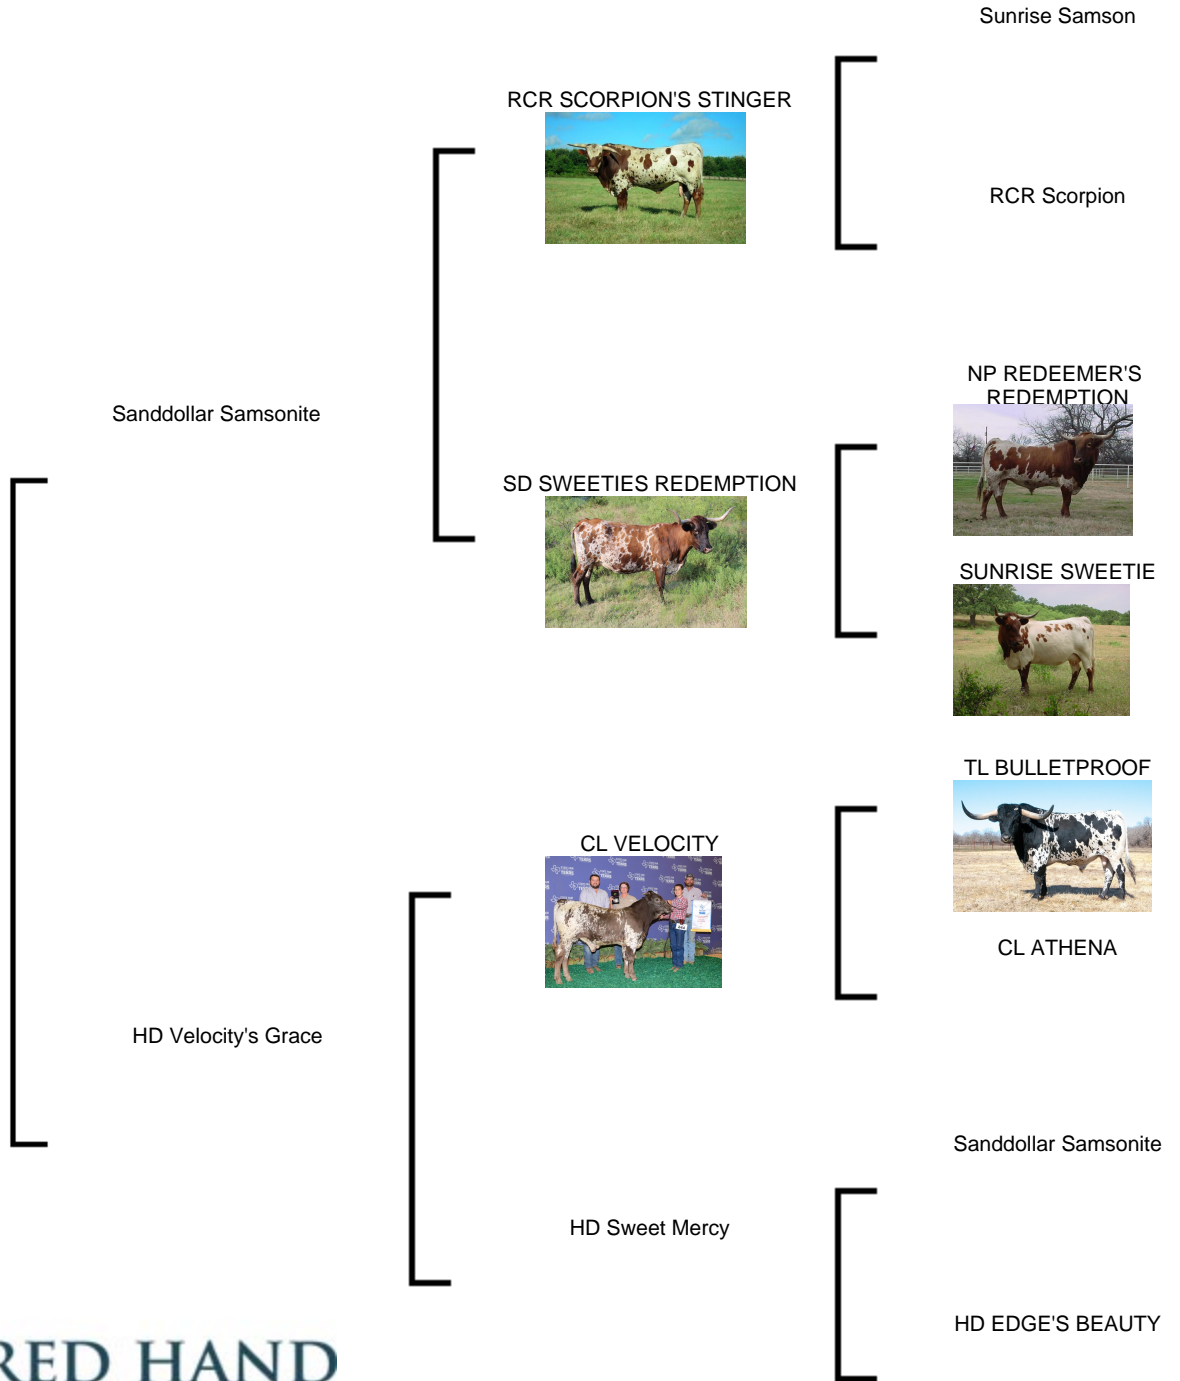 Sunrise Samson
RCR SCORPION'S STINGER
RCR Scorpion
NP REDEEMER'S
REDEMPTION
Sanddollar Samsonite
SD SWEETIES REDEMPTION
SUNRISE SWEETIE
TL BULLETPROOF
CL VELOCITY
CL ATHENA
HD Velocity's Grace
Sanddollar Samsonite
HD Sweet Mercy
HD EDGE'S BEAUTY
RED HAND